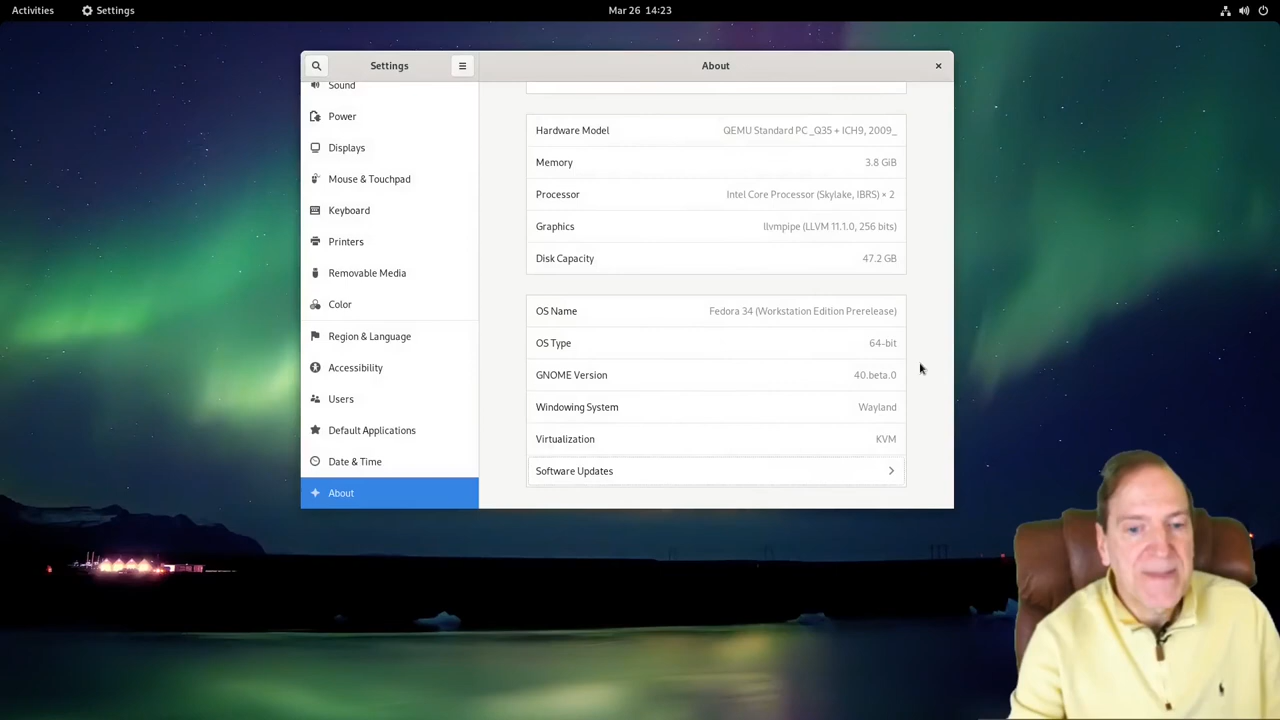 Activities
Settings
Mar 26 14:23
Settings
About
Sound
Power
Displays
Mouse & Touchpad
Keyboard
Printers
Removable Media
Color
Region & Language
Accessibility
Users
Default Applications
Date & Time
About
Hardware Model QEMU Standard PC _Q35 + ICH9, 2009_
Memory 3.8 GiB
Processor Intel Core Processor (Skylake, IBRS) × 2
Graphics llvmpipe (LLVM 11.1.0, 256 bits)
Disk Capacity 47.2 GB
OS Name Fedora 34 (Workstation Edition Prerelease)
OS Type 64-bit
GNOME Version 40.beta.0
Windowing System Wayland
Virtualization KVM
Software Updates